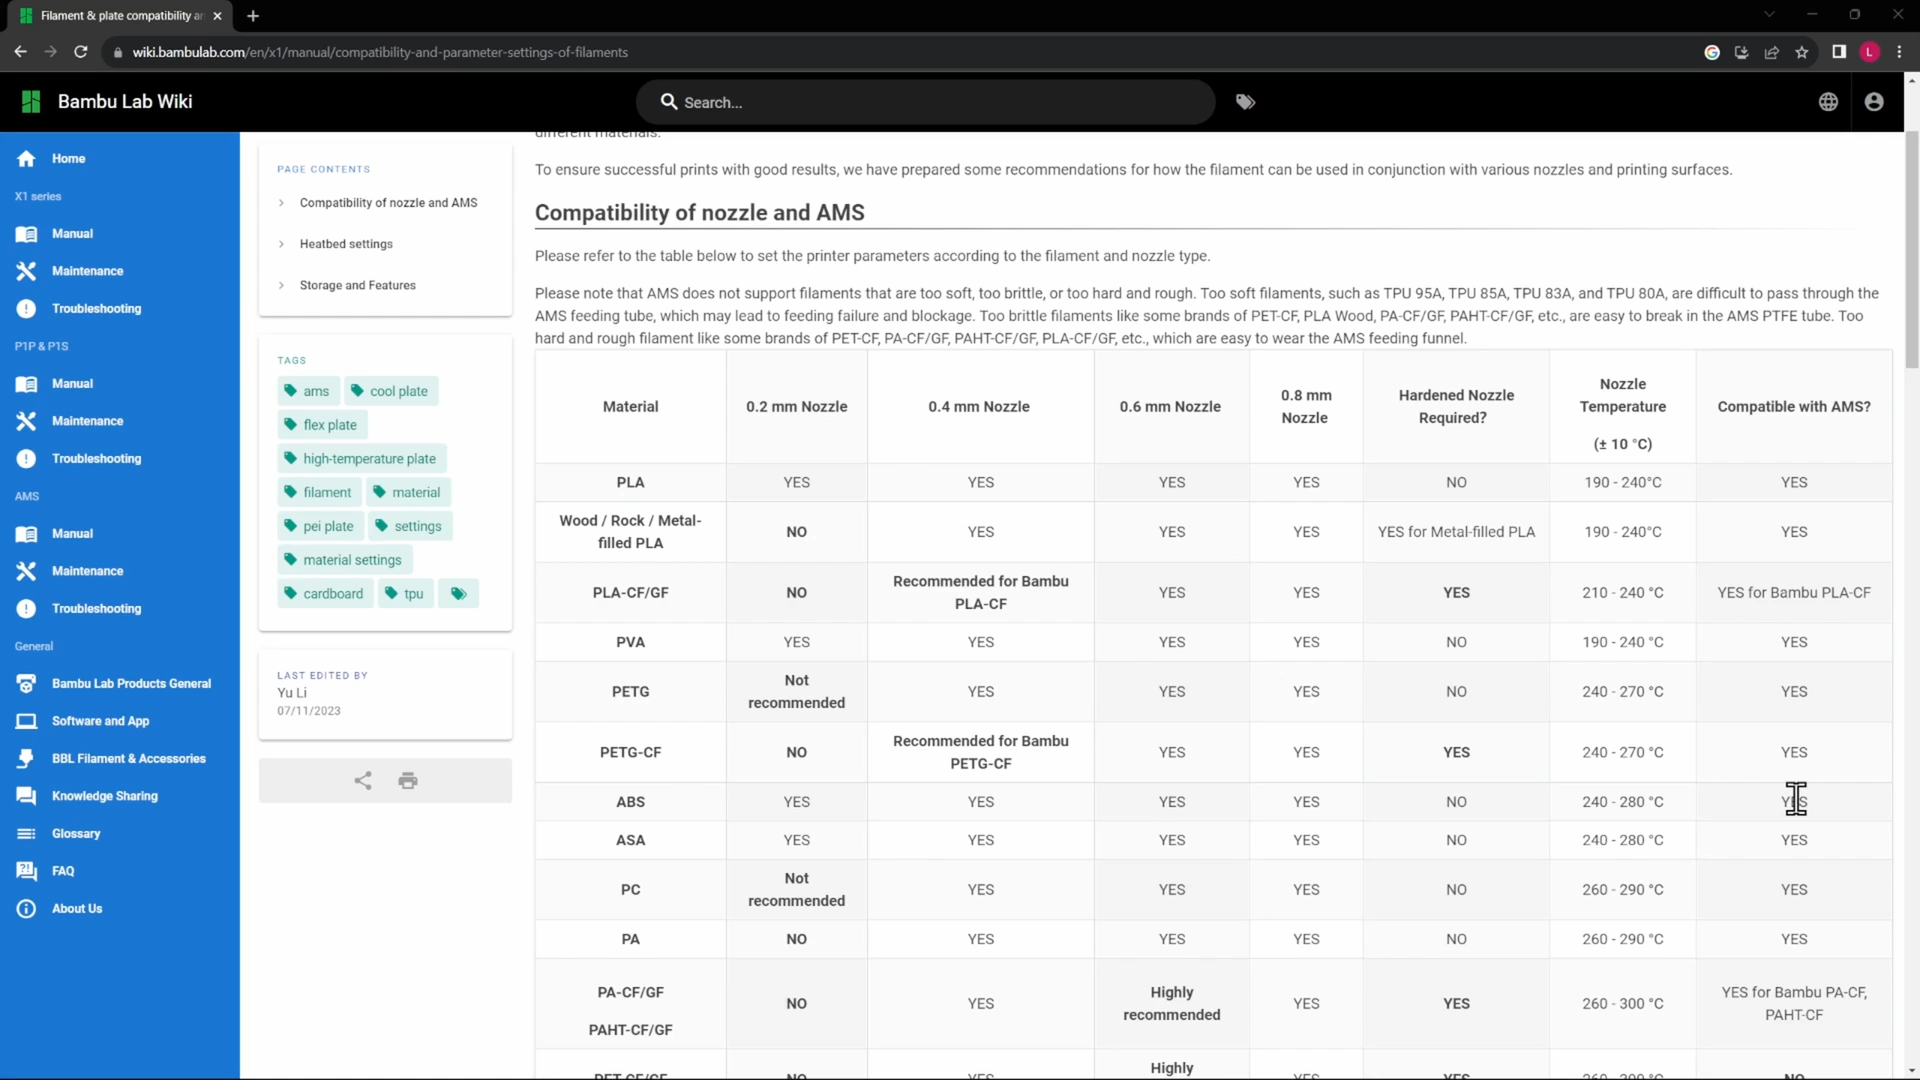 Filament & plate compatibility ar
wiki.bambulab.com/en/x1/manual/compatibility-and-parameter-settings-of-filaments
L
Bambu Lab Wiki
Search...
Home
X1 series
Manual
Maintenance
Troubleshooting
P1P & P1S
Manual
Maintenance
Troubleshooting
AMS
Manual
Maintenance
Troubleshooting
General
Bambu Lab Products General
Software and App
BBL Filament & Accessories
Knowledge Sharing
Glossary
FAQ
About Us
PAGE CONTENTS
Compatibility of nozzle and AMS
Heatbed settings
Storage and Features
TAGS
ams cool plate
flex plate
high-temperature plate
filament material
pei plate settings
material settings
cardboard tpu
LAST EDITED BY
Yu Li
07/11/2023
different materials.
To ensure successful prints with good results, we have prepared some recommendations for how the filament can be used in conjunction with various nozzles and printing surfaces.
Compatibility of nozzle and AMS
Please refer to the table below to set the printer parameters according to the filament and nozzle type.
Please note that AMS does not support filaments that are too soft, too brittle, or too hard and rough. Too soft filaments, such as TPU 95A, TPU 85A, TPU 83A, and TPU 80A, are difficult to pass through the
AMS feeding tube, which may lead to feeding failure and blockage. Too brittle filaments like some brands of PET-CF, PLA Wood, PA-CF/GF, PAHT-CF/GF, etc., are easy to break in the AMS PTFE tube. Too
hard and rough filament like some brands of PET-CF, PA-CF/GF, PAHT-CF/GF, PLA-CF/GF, etc., which are easy to wear the AMS feeding funnel.
Material 0.2 mm Nozzle 0.4 mm Nozzle 0.6 mm Nozzle 0.8 mm Nozzle Hardened Nozzle Required? Nozzle Temperature (± 10 °C) Compatible with AMS?
PLA YES YES YES YES NO 190 - 240°C YES
Wood / Rock / Metal-filled PLA NO YES YES YES YES for Metal-filled PLA 190 - 240°C YES
PLA-CF/GF NO Recommended for Bambu PLA-CF YES YES YES 210 - 240 °C YES for Bambu PLA-CF
PVA YES YES YES YES NO 190 - 240 °C YES
PETG Not recommended YES YES YES NO 240 - 270 °C YES
PETG-CF NO Recommended for Bambu PETG-CF YES YES YES 240 - 270 °C YES
ABS YES YES YES YES NO 240 - 280 °C YES
ASA YES YES YES YES NO 240 - 280 °C YES
PC Not recommended YES YES YES NO 260 - 290 °C YES
PA NO YES YES YES NO 260 - 290 °C YES
PA-CF/GF PAHT-CF/GF NO YES Highly recommended YES YES 260 - 300 °C YES for Bambu PA-CF, PAHT-CF
PET-CF/GF NO YES Highly YES YES 260 - 300 °C NO